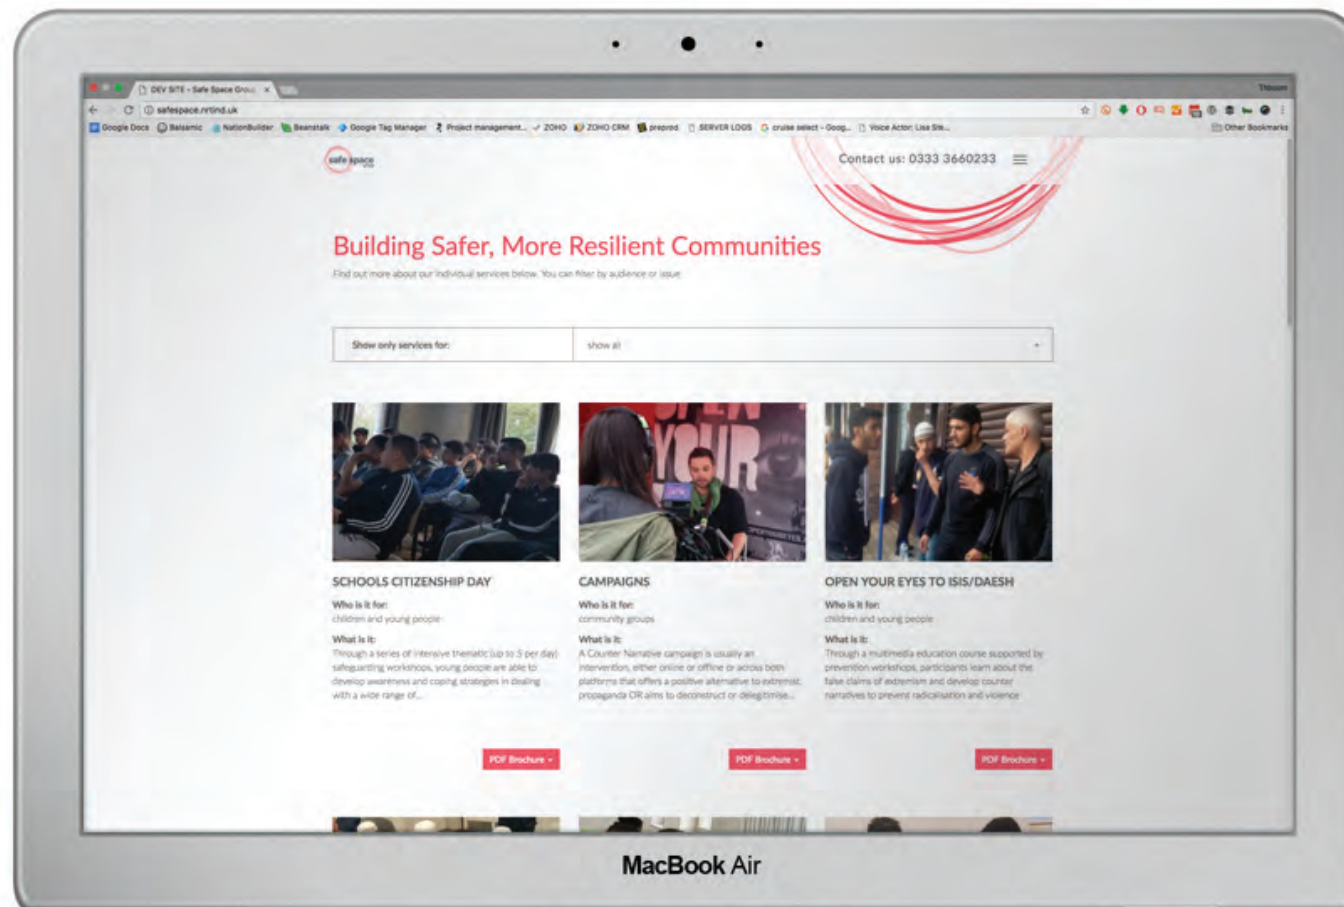 DEV SITE - Safe Space Group
safespace.nrtind.uk
Google Docs Balsamic NationBuilder Beanstalk Google Tag Manager Project management... ZOHO ZOHO CRM preprod SERVER LOGS cruise select - Goog... Voice Actor: Lisa Ste... Other Bookmarks
safe space
Contact us: 0333 3660233
Building Safer, More Resilient Communities
Find out more about our individual services below. You can filter by audience or issue
Show only services for: show all
OPEN
YOUR
SCHOOLS CITIZENSHIP DAY
Who is it for:
children and young people
What is it:
Through a series of intensive thematic (up to 5 per day)
safeguarding workshops, young people are able to
develop awareness and coping strategies in dealing
with a wide range of...
PDF Brochure
CAMPAIGNS
Who is it for:
community groups
What is it:
A Counter Narrative campaign is usually an
intervention, either online or offline or across both
platforms that offers a positive alternative to extremist
propaganda OR aims to deconstruct or delegitimise...
PDF Brochure
OPEN YOUR EYES TO ISIS/DAESH
Who is it for:
children and young people
What is it:
Through a multimedia education course supported by
prevention workshops, participants learn about the
false claims of extremism and develop counter
narratives to prevent radicalisation and violence
PDF Brochure
MacBook Air